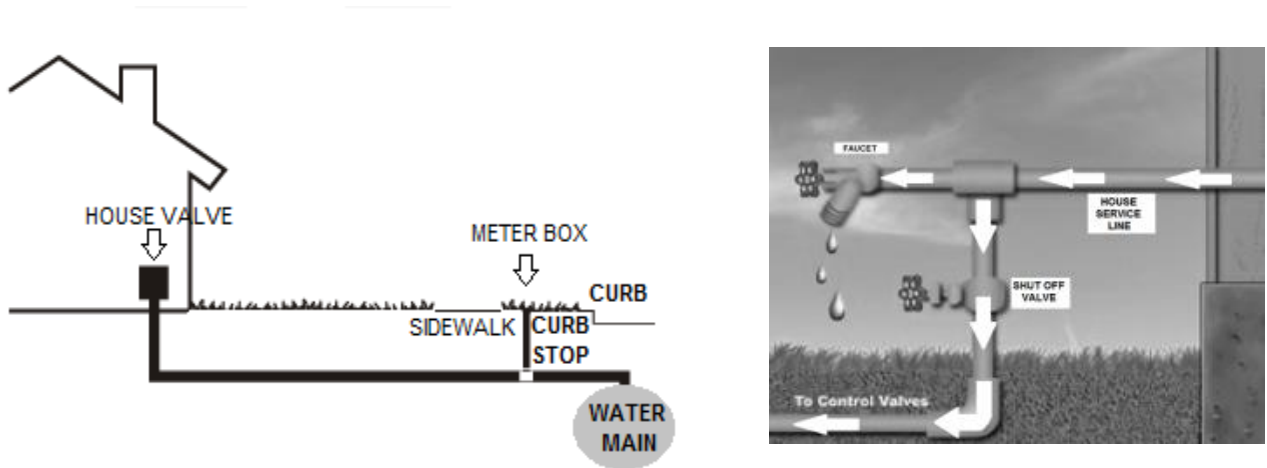 HOUSE VALVE
METER BOX
CURB
SIDEWALK
CURB
STOP
WATER
MAIN
FAUCET
HOUSE
SERVICE
LINE
SHUT OFF
VALVE
To Control Valves